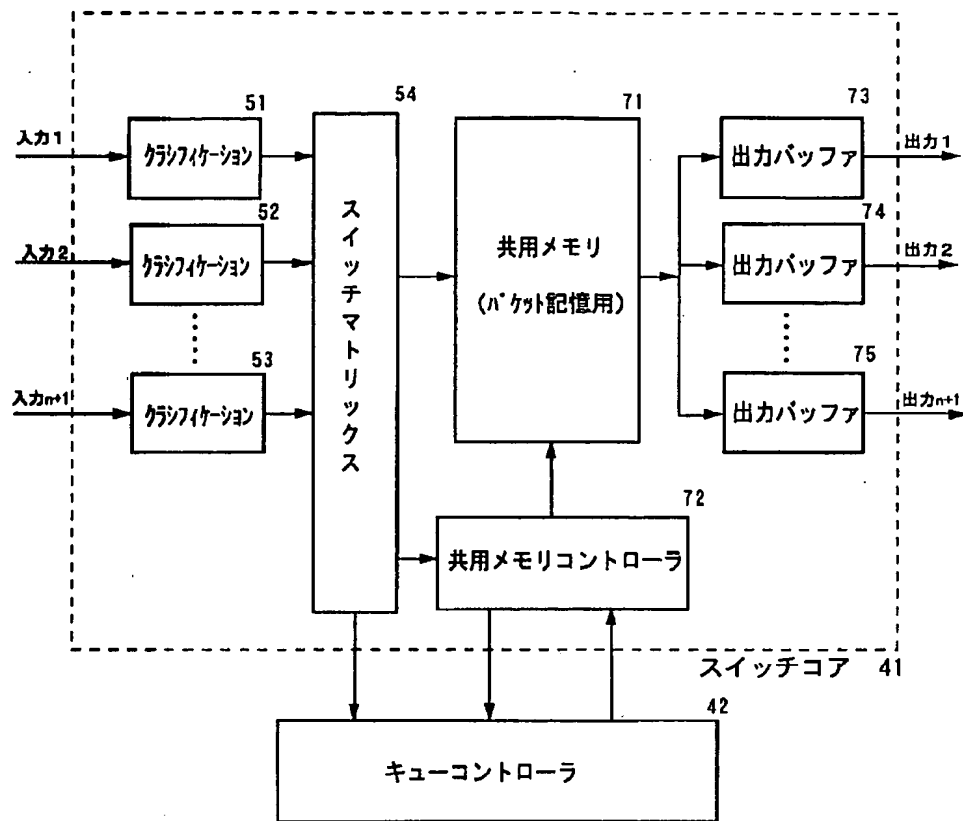 51
54
71
73
入力1
クラシフィケーション
出力バッファ
出力1
52
74
入力2
クラシフィケーション
スイッチマトリックス
共用メモリ
(パケット記憶用)
出力バッファ
出力2
53
75
入力n+1
クラシフィケーション
出力バッファ
出力n+1
72
共用メモリコントローラ
スイッチコア 41
42
キューコントローラ